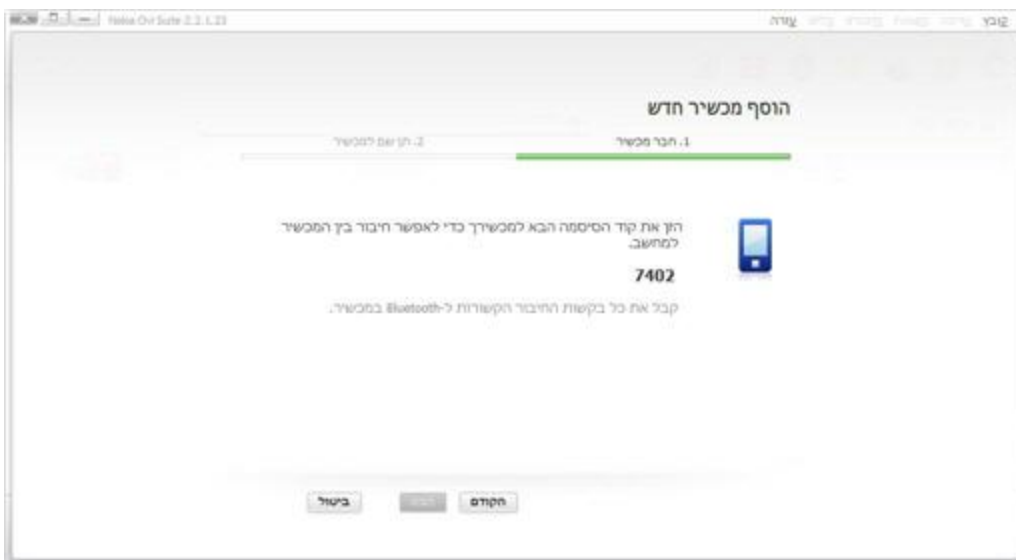 Nokia Ovi Suite 2.2.1.23
קובץ
עזרה
הוסף מכשיר חדש
1. חבר מכשיר
2. תן שם למכשיר
הזן את קוד הסיסמה הבא למכשירך כדי לאפשר חיבור בין המכשיר
למחשב.
7402
קבל את כל בקשות החיבור הקשורות ל-Bluetooth במכשיר.
הקודם
ביטול